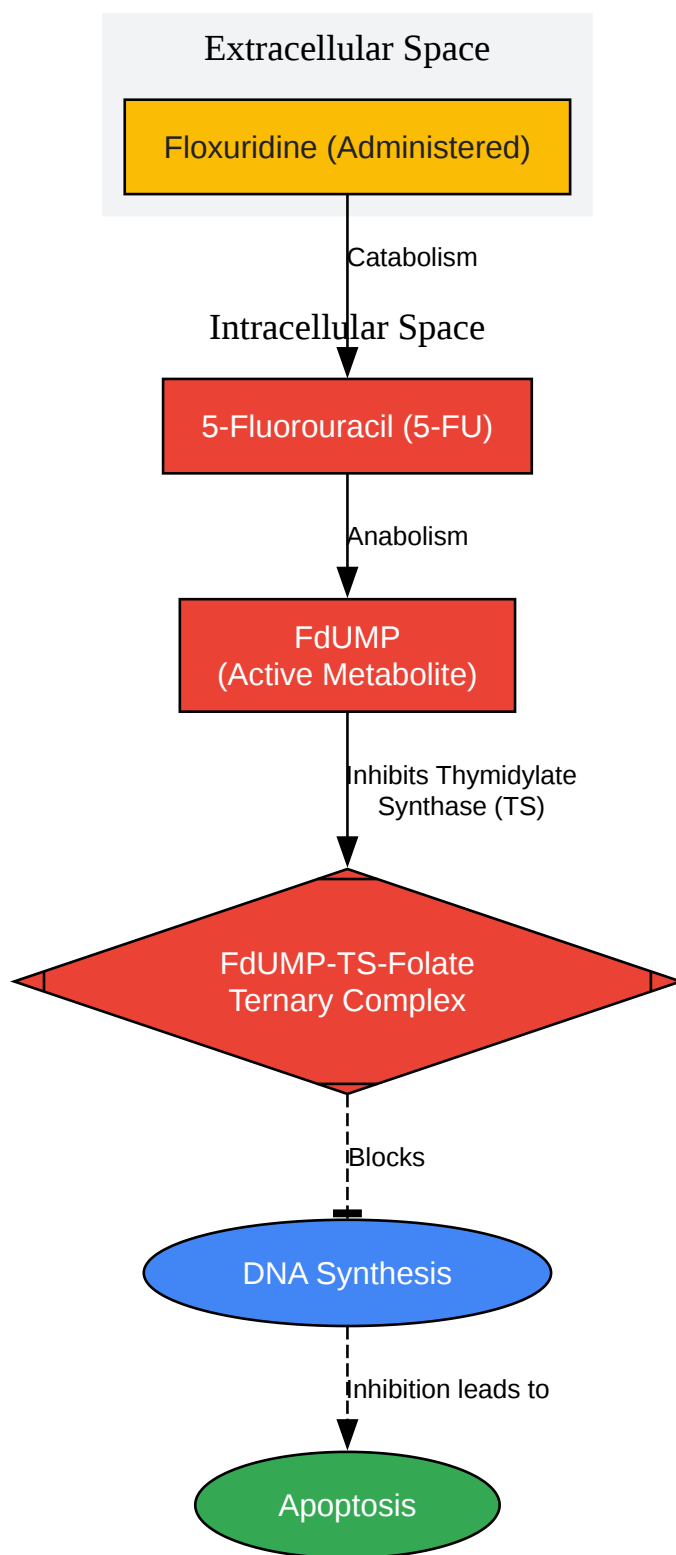 Extracellular Space
Floxuridine (Administered)
Catabolism
Intracellular Space
5-Fluorouracil (5-FU)
Anabolism
FdUMP
(Active Metabolite)
Inhibits Thymidylate
Synthase (TS)
FdUMP-TS-Folate
Ternary Complex
Blocks
DNA Synthesis
Inhibition leads to
Apoptosis